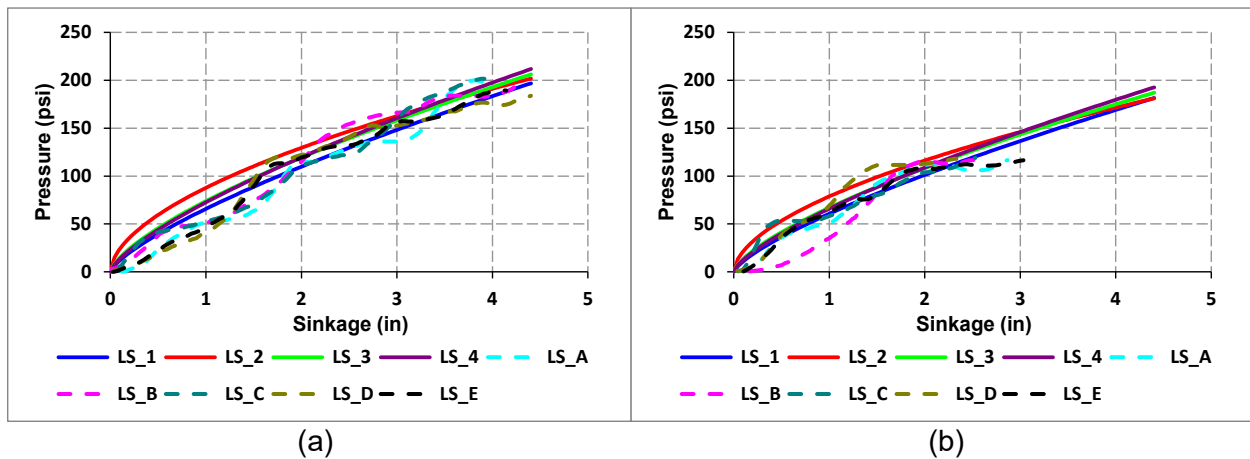 250
200
150
100
50
0
Pressure (psi)
0 1 2 3 4 5
Sinkage (in)
LS_1 LS_2 LS_3 LS_4 LS_A
LS_B LS_C LS_D LS_E
(a)
250
200
150
100
50
0
Pressure (psi)
0 1 2 3 4 5
Sinkage (in)
LS_1 LS_2 LS_3 LS_4 LS_A
LS_B LS_C LS_D LS_E
(b)